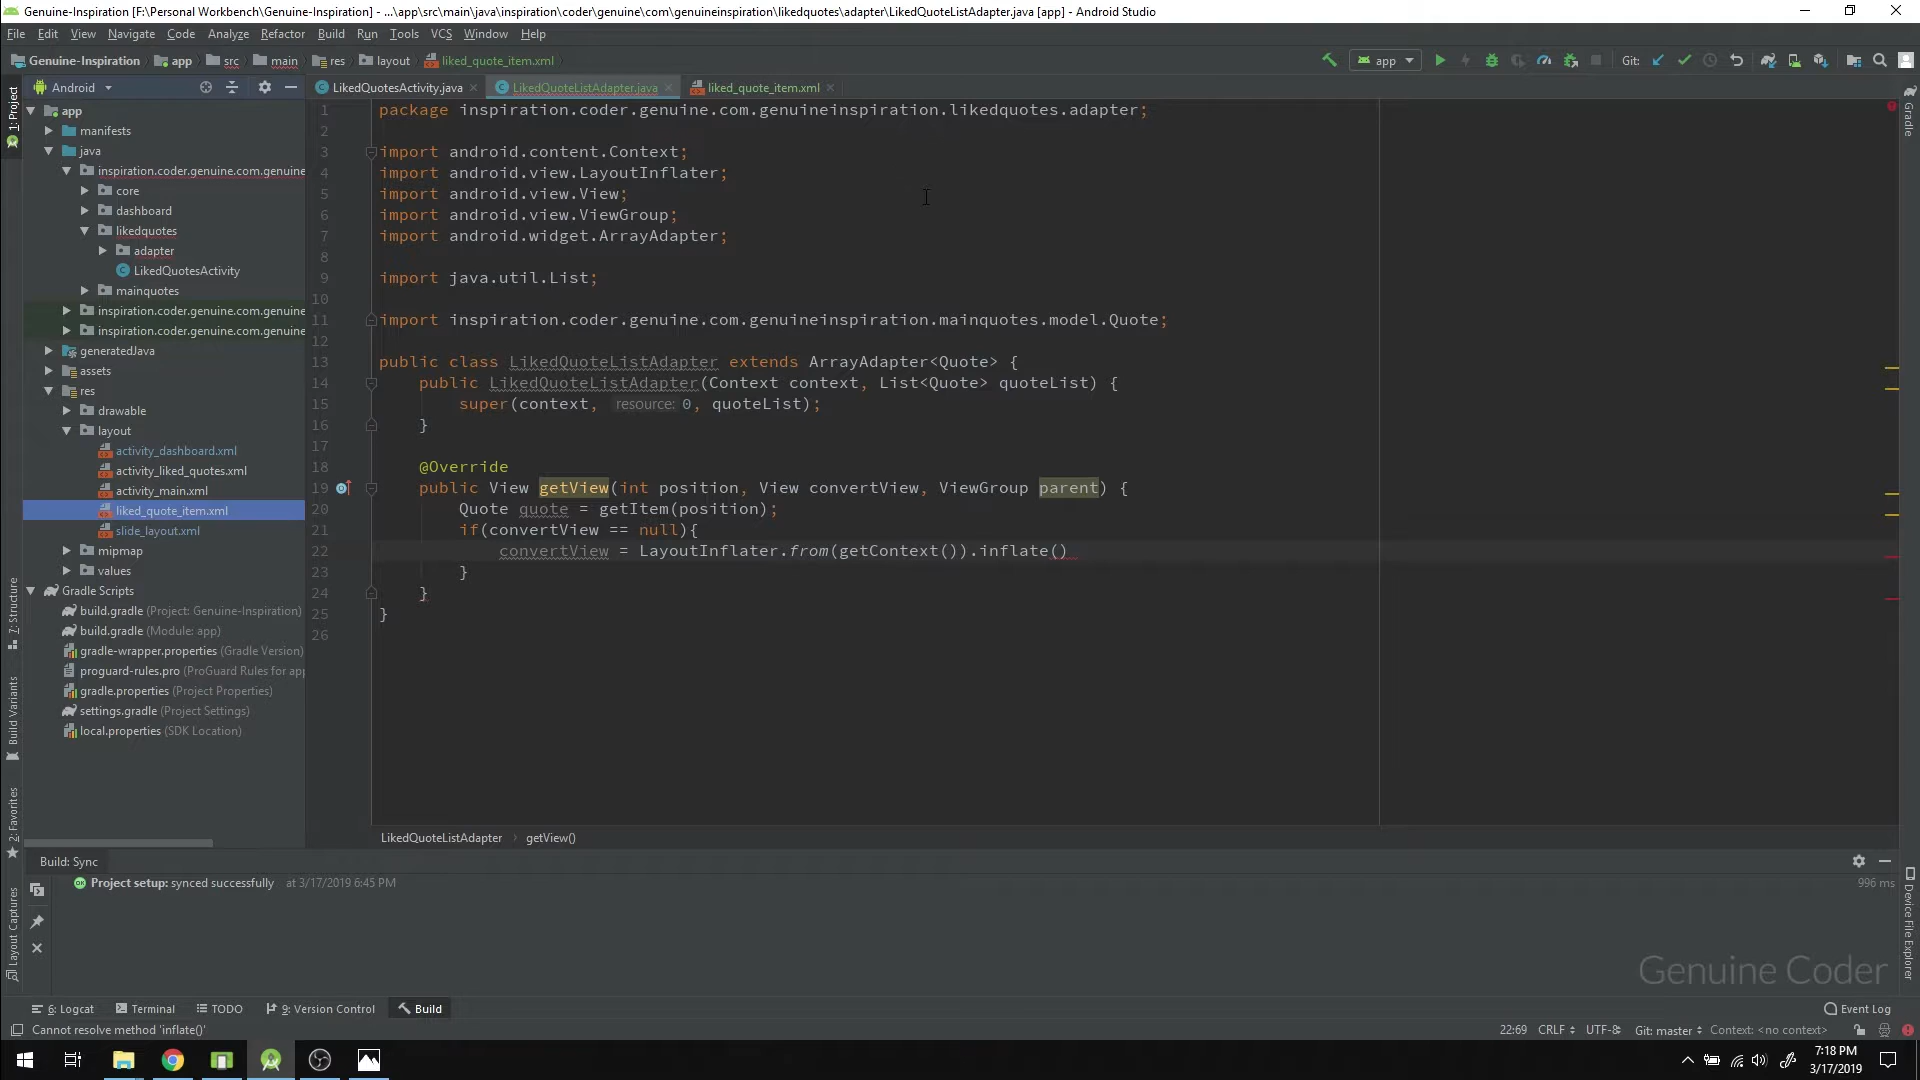 Genuine-Inspiration [F:\Personal Workbench\Genuine-Inspiration] - ...\app\src\main\java\inspiration\coder\genuine\com\genuineinspiration\likedquotes\adapter\LikedQuoteListAdapter.java [app] - Android Studio
File Edit View Navigate Code Analyze Refactor Build Run Tools VCS Window Help
Genuine-Inspiration app src main res layout liked_quote_item.xml app Git:
Android LikedQuotesActivity.java LikedQuoteListAdapter.java liked_quote_item.xml
1: Project
Z: Structure
Build Variants
2: Favorites
Layout Captures
Gradle
Device File Explorer
app
manifests
java
inspiration.coder.genuine.com.genuine
core
dashboard
likedquotes
adapter
LikedQuotesActivity
mainquotes
inspiration.coder.genuine.com.genuine
inspiration.coder.genuine.com.genuine
generatedJava
assets
res
drawable
layout
activity_dashboard.xml
activity_liked_quotes.xml
activity_main.xml
liked_quote_item.xml
slide_layout.xml
mipmap
values
Gradle Scripts
build.gradle (Project: Genuine-Inspiration)
build.gradle (Module: app)
gradle-wrapper.properties (Gradle Version)
proguard-rules.pro (ProGuard Rules for app
gradle.properties (Project Properties)
settings.gradle (Project Settings)
local.properties (SDK Location)
1 package inspiration.coder.genuine.com.genuineinspiration.likedquotes.adapter;
2
3 import android.content.Context;
4 import android.view.LayoutInflater;
5 import android.view.View;
6 import android.view.ViewGroup;
7 import android.widget.ArrayAdapter;
8
9 import java.util.List;
10
11 import inspiration.coder.genuine.com.genuineinspiration.mainquotes.model.Quote;
12
13 public class LikedQuoteListAdapter extends ArrayAdapter<Quote> {
14 public LikedQuoteListAdapter(Context context, List<Quote> quoteList) {
15 super(context, resource: 0, quoteList);
16 }
17
18 @Override
19 public View getView(int position, View convertView, ViewGroup parent) {
20 Quote quote = getItem(position);
21 if(convertView == null){
22 convertView = LayoutInflater.from(getContext()).inflate()
23 }
24 }
25 }
26
LikedQuoteListAdapter getView()
Build: Sync
Project setup: synced successfully at 3/17/2019 6:45 PM 996 ms
Genuine Coder
6: Logcat Terminal TODO 9: Version Control Build Event Log
Cannot resolve method 'inflate()' 22:69 CRLF UTF-8 Git: master Context: <no context>
7:18 PM
3/17/2019